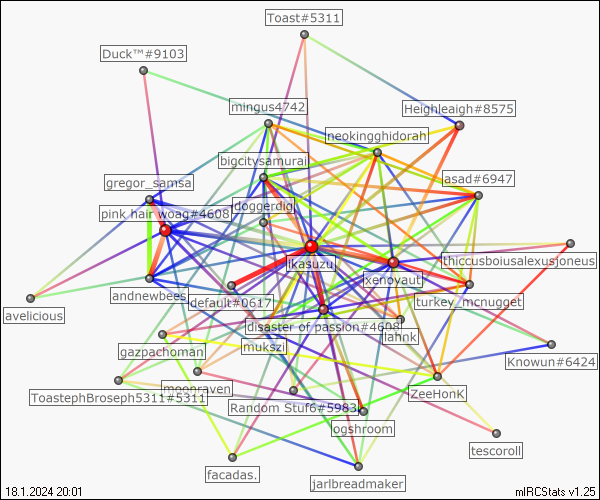 Toast#5311
Duck™#9103
mingus4742
Heighleigh#8575
neokingghidorah
bigcitysamurai
gregor_samsa
asad#6947
jdoggerdigi
pink hair woag#4608
ikasuzu
thiccusboiusalexusjoneus
xenoyaut
andnewbees
default#0617
turkey_mcnugget
avelicious
disaster of passion#4608
lahnk
gazpachoman
mukszi
Knowun#6424
moonraven
ToastephBroseph5311#5311
ZeeHonK
Random Stuf6#5983
ogshroom
tescoroll
facadas.
jarlbreadmaker
18.1.2024 20:01
mIRCStats v1.25